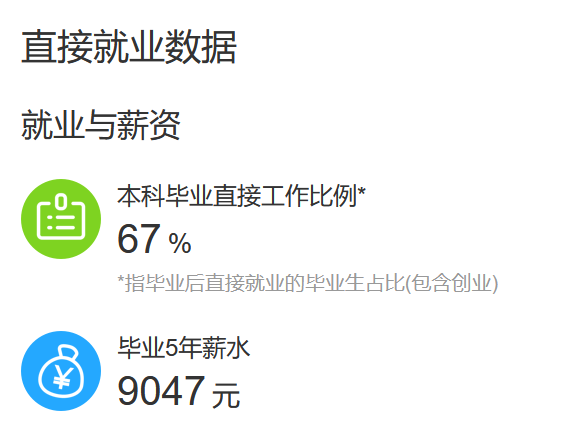 直接就业数据
就业与薪资
本科毕业直接工作比例*
67 %
*指毕业后直接就业的毕业生占比(包含创业)
毕业5年薪水
¥
9047 元